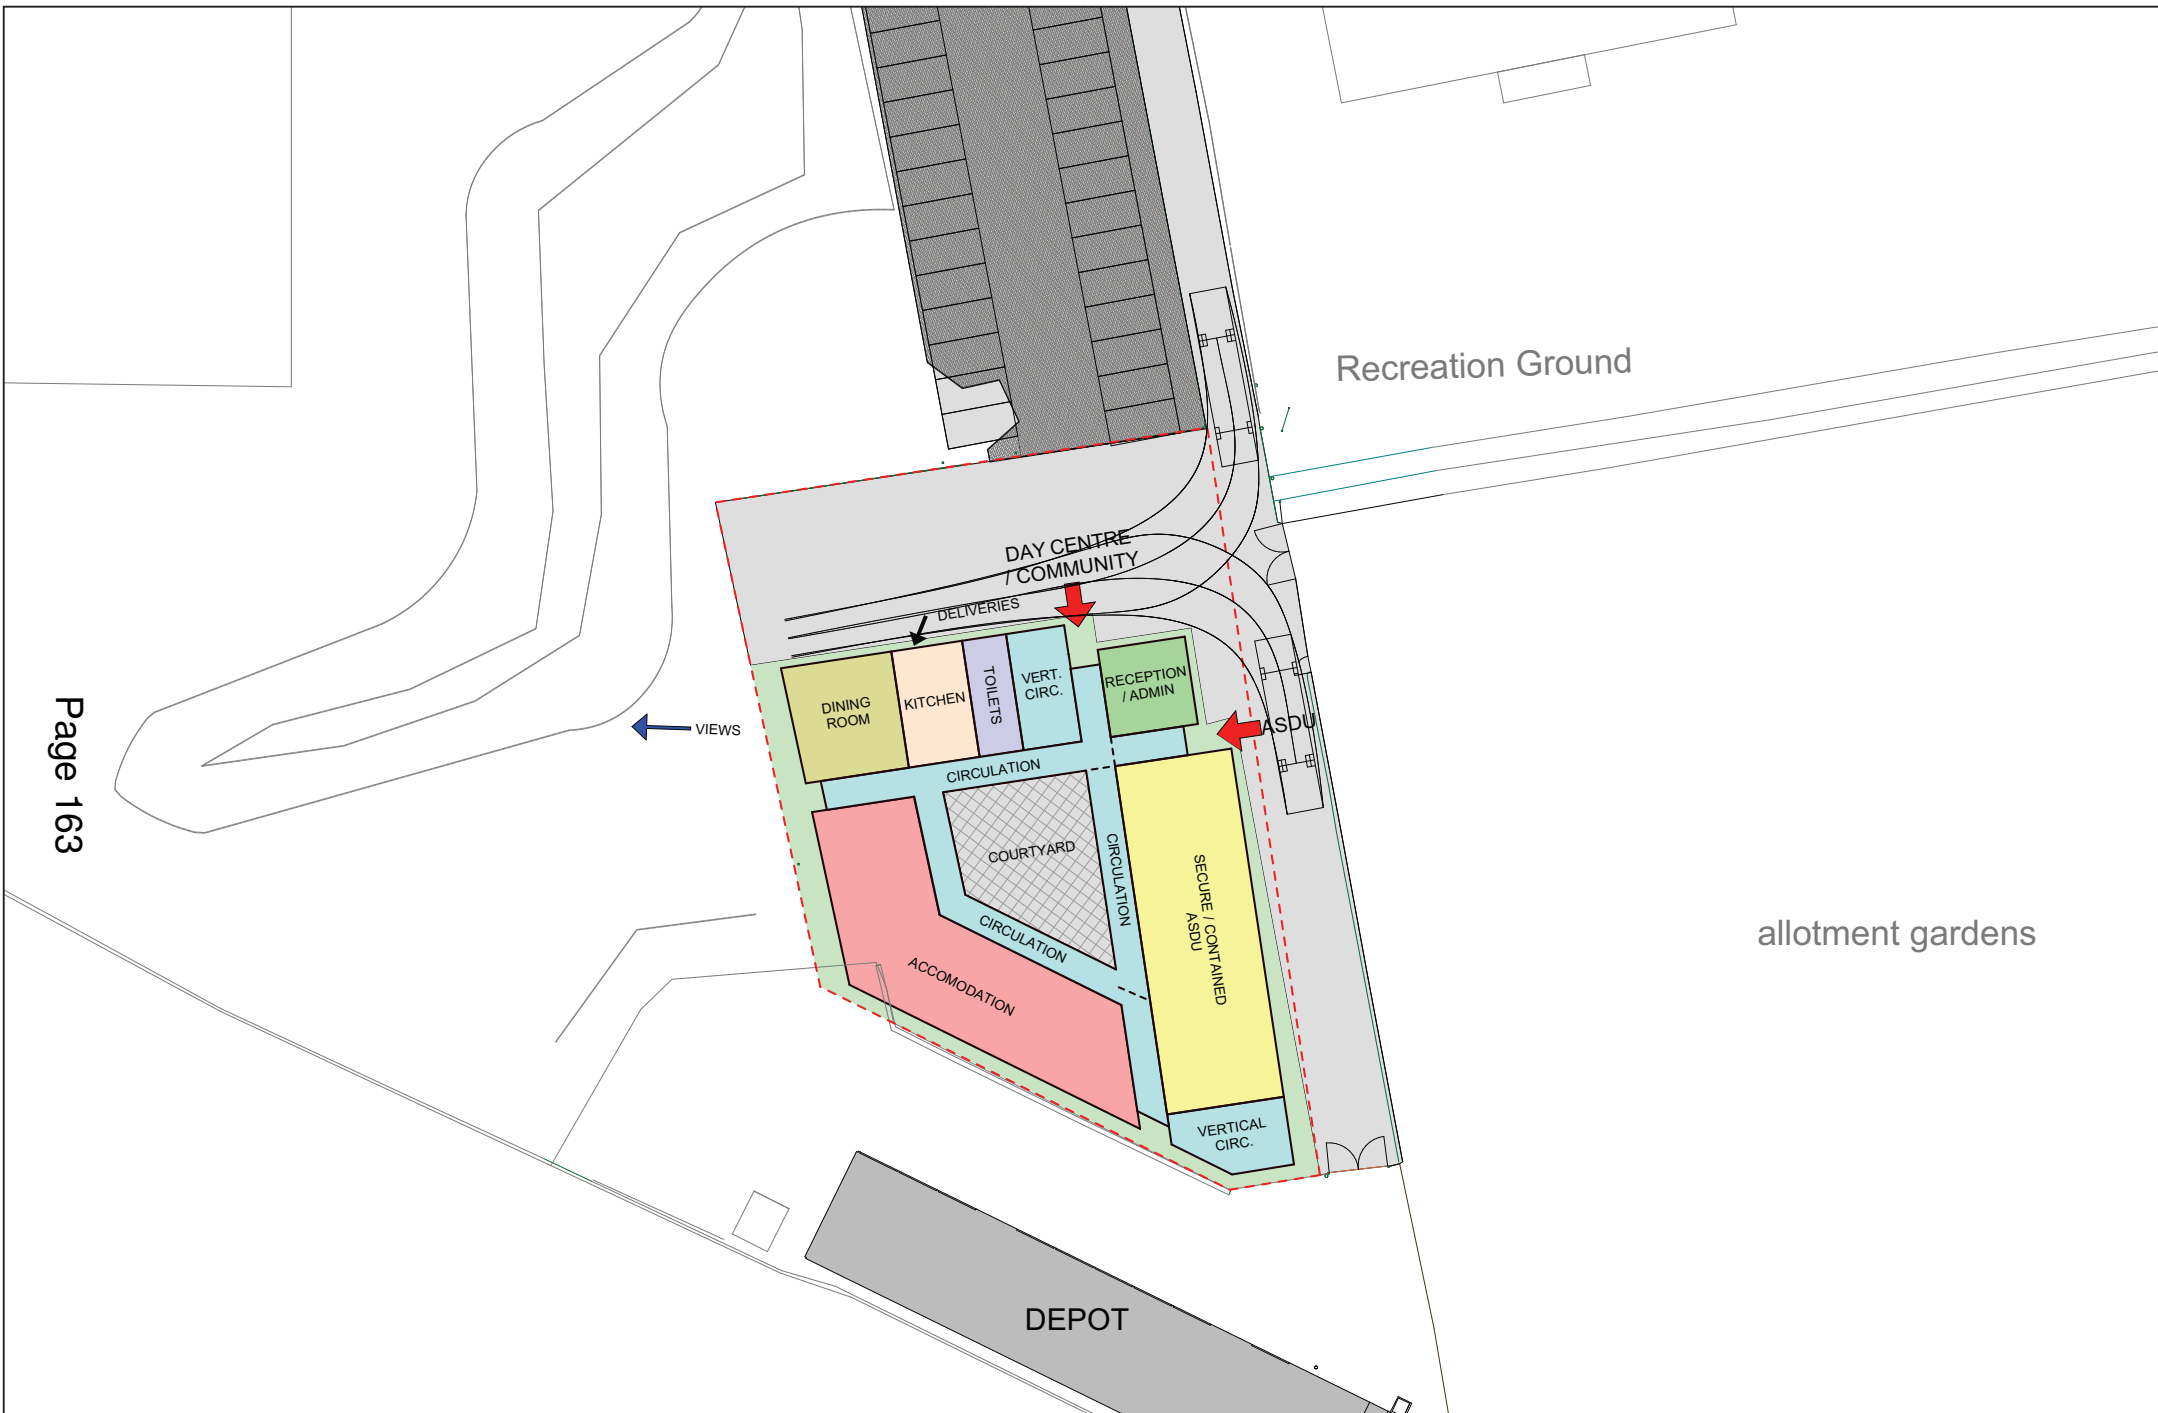 Recreation Ground
DAY CENTRE
/ COMMUNITY
DELIVERIES
DINING
ROOM
KITCHEN
TOILETS
VERT.
CIRC.
RECEPTION
/ ADMIN
VIEWS
ASDU
CIRCULATION
COURTYARD
CIRCULATION
SECURE / CONTAINED
ASDU
CIRCULATION
ACCOMODATION
VERTICAL
CIRC.
allotment gardens
DEPOT
Page 163